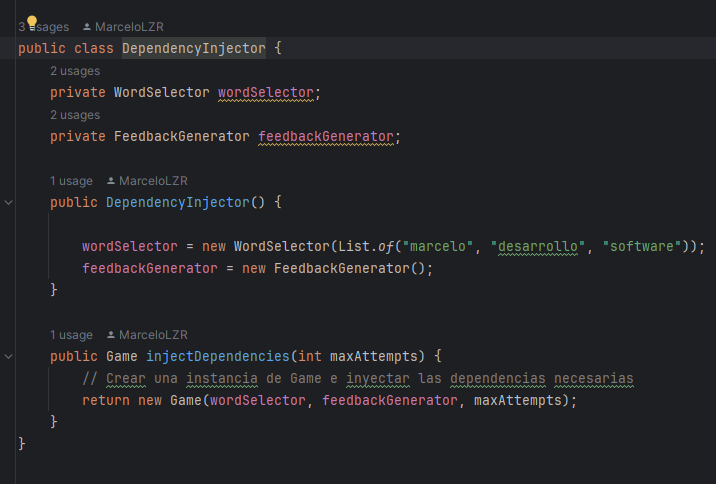 3 usages MarceloLZR
public class DependencyInjector {
2 usages
private WordSelector wordSelector;
2 usages
private FeedbackGenerator feedbackGenerator;
1 usage MarceloLZR
public DependencyInjector() {
wordSelector = new WordSelector(List.of("marcelo", "desarrollo", "software"));
feedbackGenerator = new FeedbackGenerator();
}
1 usage MarceloLZR
public Game injectDependencies(int maxAttempts) {
// Crear una instancia de Game e inyectar las dependencias necesarias
return new Game(wordSelector, feedbackGenerator, maxAttempts);
}
}